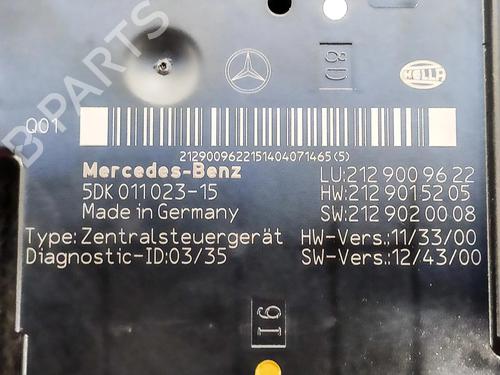 B PARTS
8D
HELLA
Q01
2129009622151404071465(5)
Mercedes-Benz
LU:212 900 96 22
5DK 011 023-15
HW:212 901 52 05
Made in Germany
SW:212 902 00 08
Type: Zentralsteuergerät
HW-Vers.:11/33/00
Diagnostic-ID:03/35
SW-Vers.:12/43/00